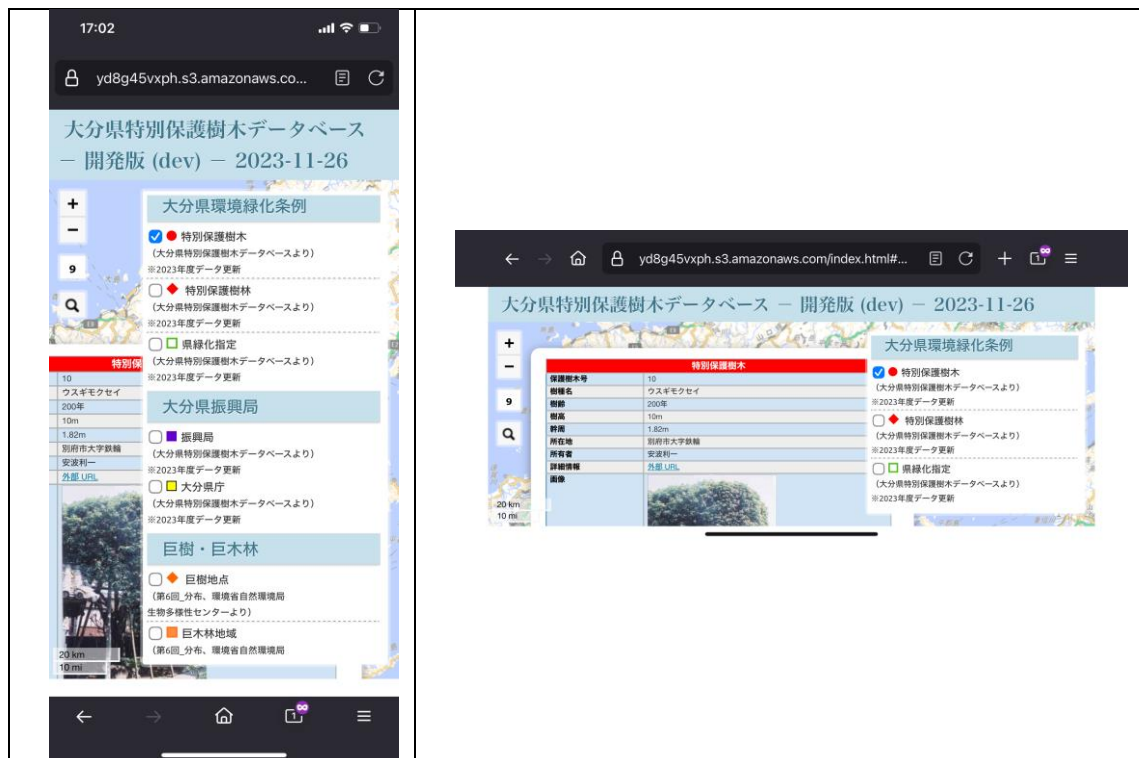 17:02
yd8g45vxph.s3.amazonaws.co...
大分県特別保護樹木データベース
－ 開発版 (dev) － 2023-11-26
+
−
9
大分県環境緑化条例
特別保護樹木
（大分県特別保護樹木データベースより）
※2023年度データ更新
特別保護樹林
（大分県特別保護樹木データベースより）
※2023年度データ更新
県緑化指定
（大分県特別保護樹木データベースより）
※2023年度データ更新
大分県振興局
振興局
（大分県特別保護樹木データベースより）
※2023年度データ更新
大分県庁
（大分県特別保護樹木データベースより）
※2023年度データ更新
巨樹・巨木林
巨樹地点
（第6回_分布、環境省自然環境局
生物多様性センターより）
巨木林地域
（第6回_分布、環境省自然環境局
特別保
10
ウスギモクセイ
200年
10m
1.82m
別府市大字鉄輪
安波利一
外部 URL
20 km
10 mi
1
yd8g45vxph.s3.amazonaws.com/index.html#...
1
大分県特別保護樹木データベース － 開発版 (dev) － 2023-11-26
+
−
9
特別保護樹木
保護樹木号 10
樹種名 ウスギモクセイ
樹齢 200年
樹高 10m
幹周 1.82m
所在地 別府市大字鉄輪
所有者 安波利一
詳細情報 外部 URL
画像
20 km
10 mi
大分県環境緑化条例
特別保護樹木
（大分県特別保護樹木データベースより）
※2023年度データ更新
特別保護樹林
（大分県特別保護樹木データベースより）
※2023年度データ更新
県緑化指定
（大分県特別保護樹木データベースより）
※2023年度データ更新